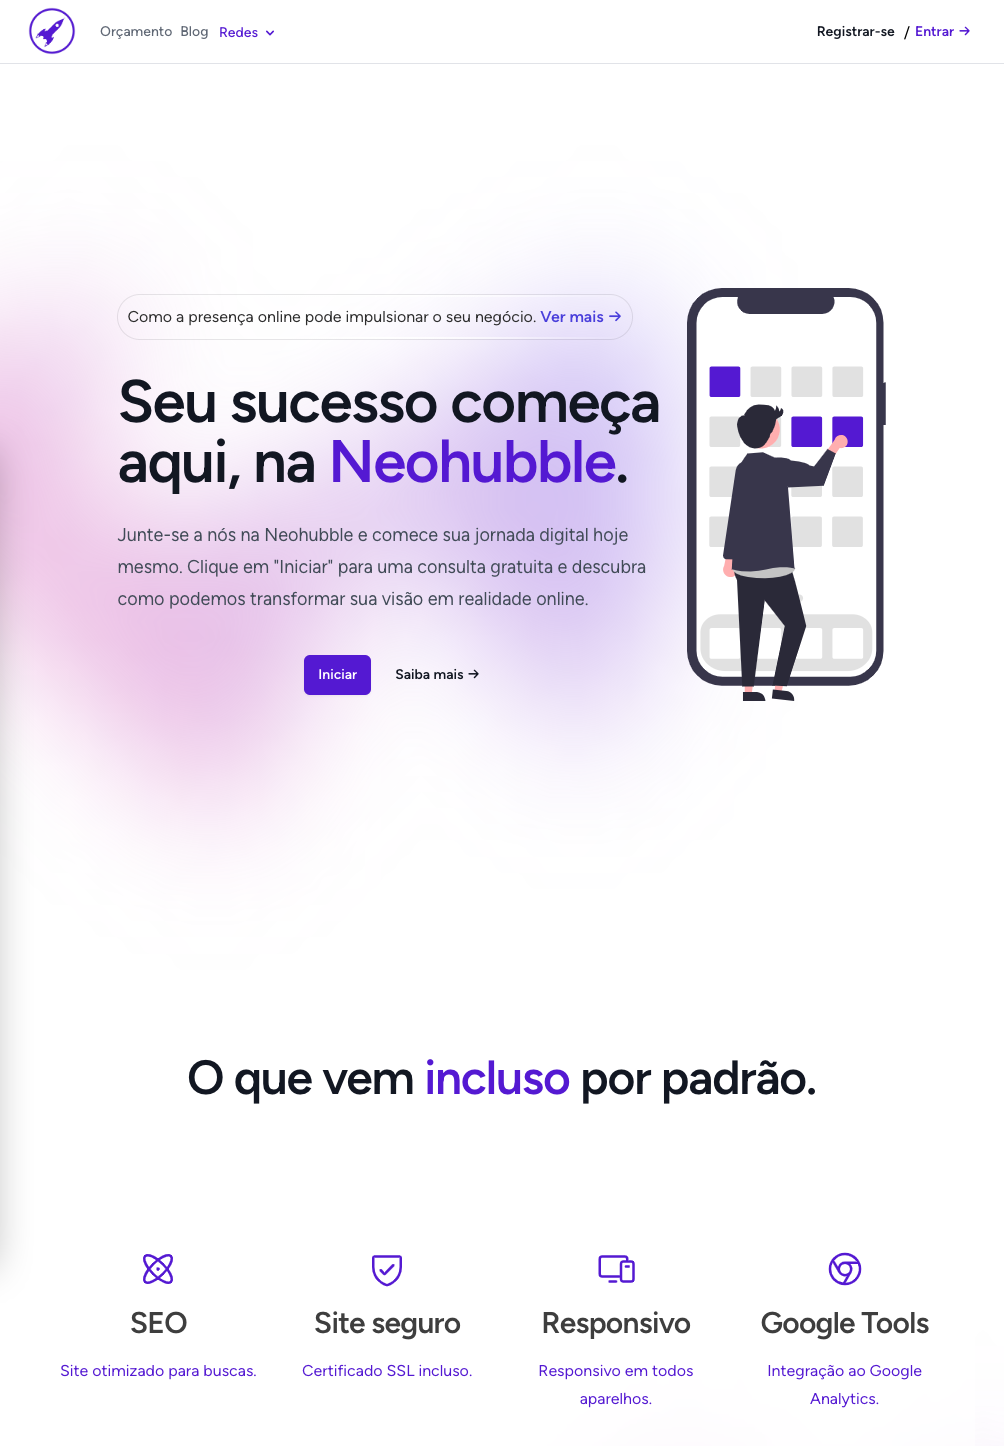 Orçamento Blog Redes
Registrar-se / Entrar →
Como a presença online pode impulsionar o seu negócio. Ver mais →
Seu sucesso começa
aqui, na Neohubble.
Junte-se a nós na Neohubble e comece sua jornada digital hoje
mesmo. Clique em "Iniciar" para uma consulta gratuita e descubra
como podemos transformar sua visão em realidade online.
Iniciar
Saiba mais →
O que vem incluso por padrão.
SEO
Site otimizado para buscas.
Site seguro
Certificado SSL incluso.
Responsivo
Responsivo em todos
aparelhos.
Google Tools
Integração ao Google
Analytics.